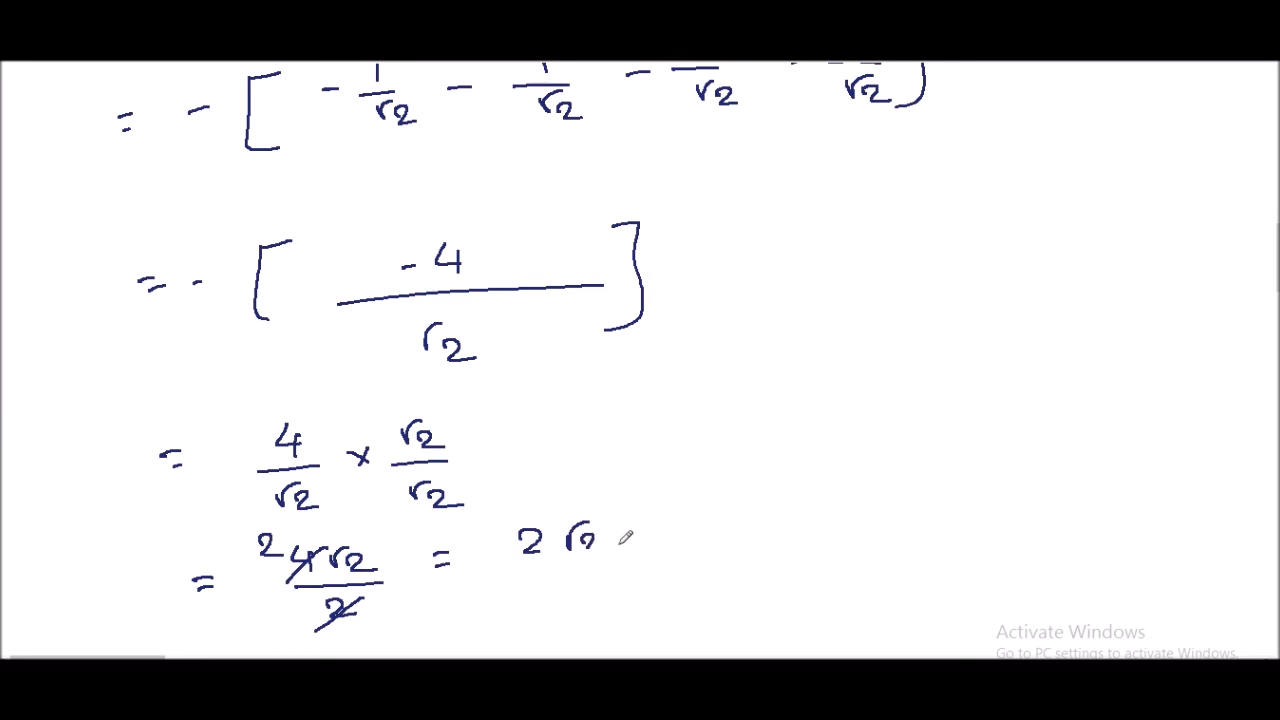 = - [ - 1/√2 - 1/√2 - /√2 /√2 )
= - [ -4/√2 ]
= 4/√2 × √2/√2
= 2 4√2/2 = 2 √2
Activate Windows
Go to PC settings to activate Windows.